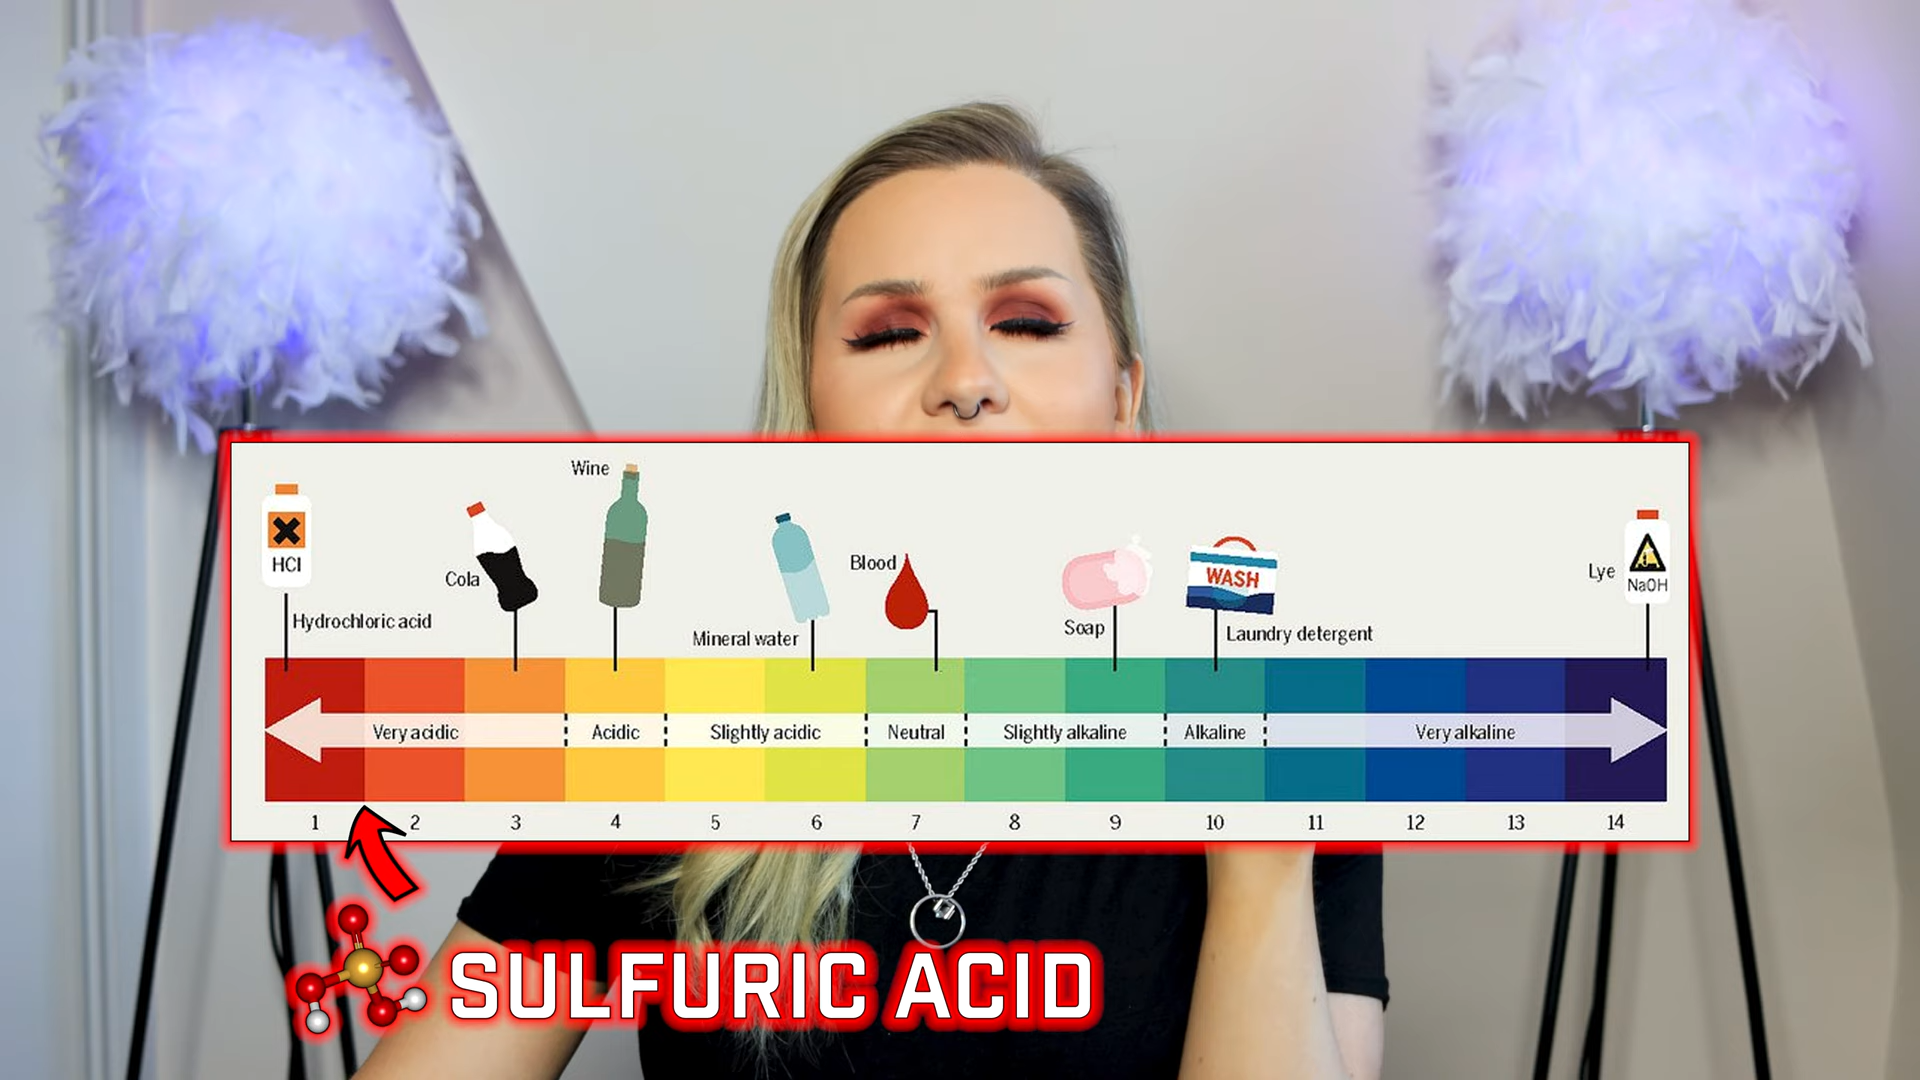 Wine
HCl
Cola
Blood
WASH
Lye
NaOH
Hydrochloric acid
Mineral water
Soap
Laundry detergent
Very acidic
Acidic
Slightly acidic
Neutral
Slightly alkaline
Alkaline
Very alkaline
1 2 3 4 5 6 7 8 9 10 11 12 13 14
SULFURIC ACID